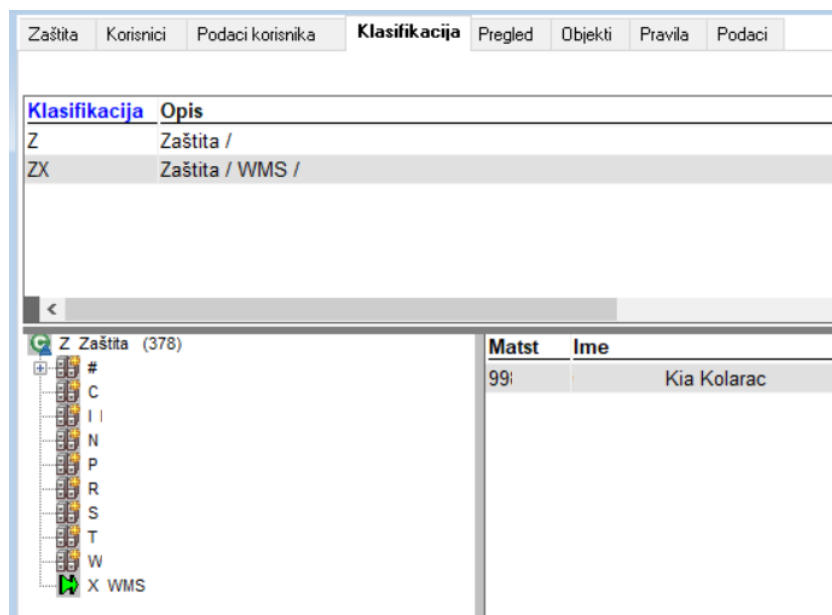 Zaštita Korisnici Podaci korisnika Klasifikacija Pregled Objekti Pravila Podaci
Klasifikacija Opis
Z Zaštita /
ZX Zaštita / WMS /
Z Zaštita (378)
#
C
I
N
P
R
S
T
W
X WMS
Matst Ime
Kia Kolarac